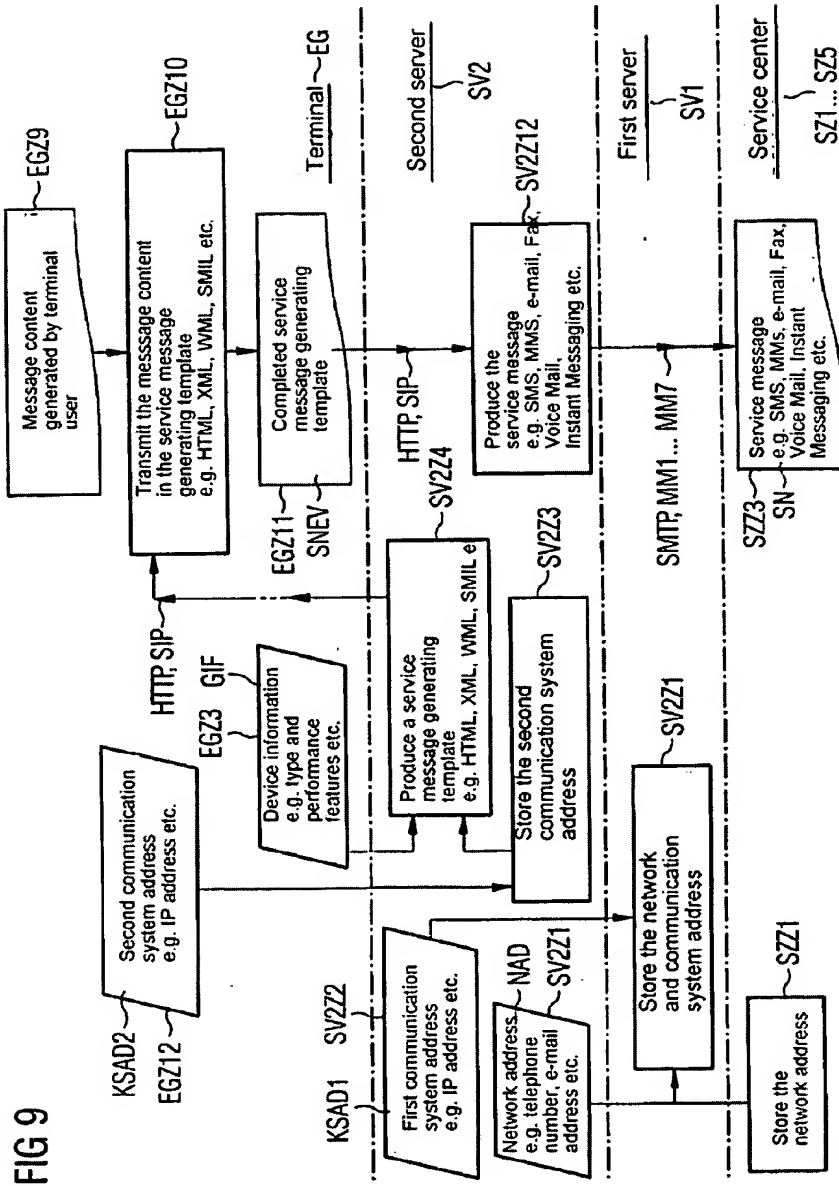 FIG 9
KSAD2
EGZ12
Second communication
system address
e.g. IP address etc.
HTTP, SIP
Message content
generated by terminal
user
EGZ9
Transmit the messsage content
in the service message
generating template
e.g. HTML, XML, WML, SMIL etc.
EGZ10
EGZ3
GIF
Device information
e.g. type and
performance
features etc.
EGZ11
SNEV
Completed service
message generating
template
Terminal
EG
KSAD1
SV2Z2
First communication
system address
e.g. IP address etc.
Network address
e.g. telephone
number, e-mail
address etc.
NAD
SV2Z1
Produce a service
message generating
template
e.g. HTML, XML, WML, SMIL e
SV2Z4
Store the second
communication system
address
SV2Z3
HTTP, SIP
Produce the
service message
e.g. SMS, MMS, e-mail, Fax,
Voice Mail,
Instant Messaging etc.
SV2Z12
Second server
SV2
Store the network
and communication
system address
SV2Z1
SMTP, MM1... MM7
First server
SV1
Store the
network address
SZZ1
SZZ3
SN
Service message
e.g. SMS, MMs, e-mail, Fax,
Voice Mail, Instant
Messaging etc.
Service center
SZ1... SZ5